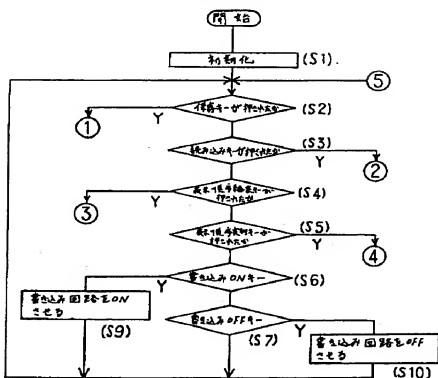 開始
初期化 (S1).
⑤
保存キーが押されたか (S2)
Y
①
読み込みキーが押されたか (S3)
Y
②
(S4)
キーが
押されたか
Y
③
(S5)
キーが
押されたか
Y
④
書き込みONキー (S6)
Y
書き込み回路をON
させる
(S9)
書き込みOFFキー
(S7)
Y
書き込み回路をOFF
させる
(S10)